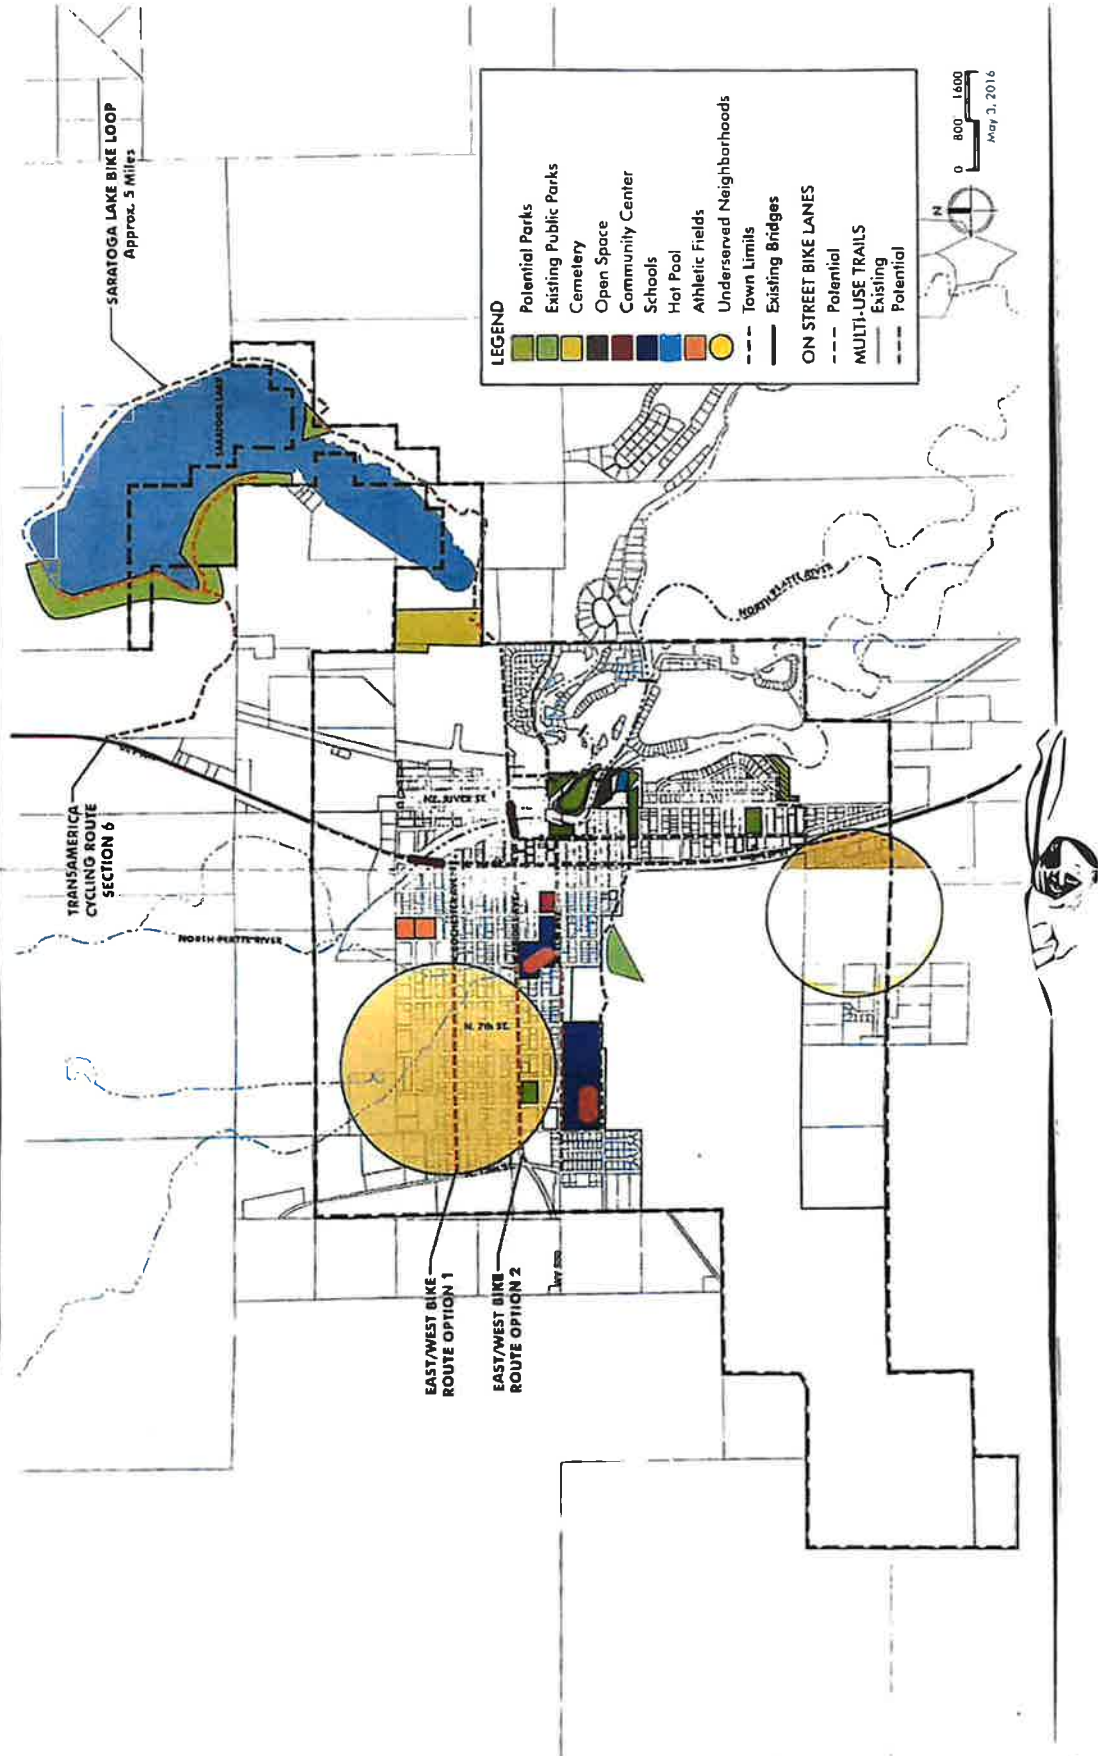 SARATOGA LAKE BIKE LOOP
Approx. 5 Miles
SARATOGA LAKE
TRANSAMERICA
CYCLING ROUTE
SECTION 6
NORTH PLATTE RIVER
NORTH PLATTE RIVER
N. 7th ST.
EAST/WEST BIKE
ROUTE OPTION 1
EAST/WEST BIKE
ROUTE OPTION 2
LEGEND
Potential Parks
Existing Public Parks
Cemetery
Open Space
Community Center
Schools
Hot Pool
Athletic Fields
Underserved Neighborhoods
Town Limits
Existing Bridges
ON STREET BIKE LANES
Potential
MULTI-USE TRAILS
Existing
Potential
N
0 800' 1600
May 3, 2016